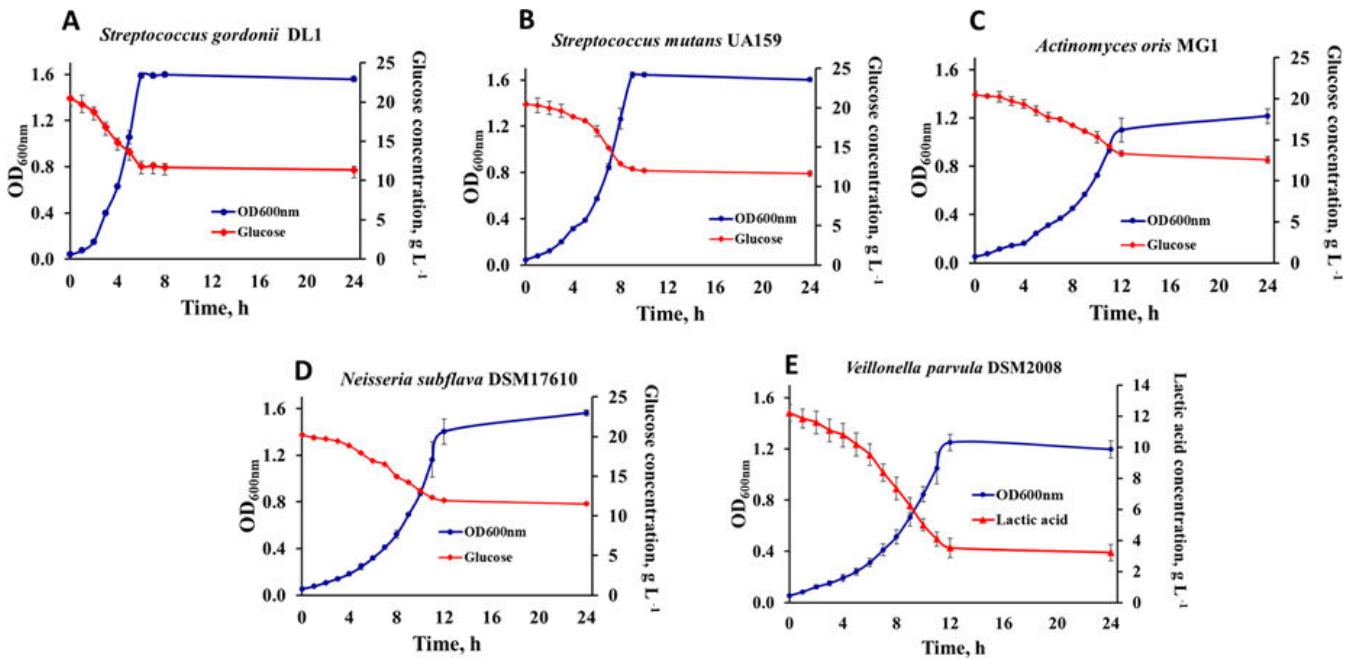 A
Streptococcus gordonii DL1
OD600nm
1.6
1.2
0.8
0.4
0.0
0 4 8 12 16 20 24
Time, h
25
20
15
10
5
0
Glucose concentration, g L-1
OD600nm
Glucose
B
Streptococcus mutans UA159
OD600nm
1.6
1.2
0.8
0.4
0.0
0 4 8 12 16 20 24
Time, h
25
20
15
10
5
0
Glucose concentration, g L-1
OD600nm
Glucose
C
Actinomyces oris MG1
OD600nm
1.6
1.2
0.8
0.4
0.0
0 4 8 12 16 20 24
Time, h
25
20
15
10
5
0
Glucose concentration, g L-1
OD600nm
Glucose
D
Neisseria subflava DSM17610
OD600nm
1.6
1.2
0.8
0.4
0.0
0 4 8 12 16 20 24
Time, h
25
20
15
10
5
0
Glucose concentration, g L-1
OD600nm
Glucose
E
Veillonella parvula DSM2008
OD600nm
1.6
1.2
0.8
0.4
0.0
0 4 8 12 16 20 24
Time, h
14
12
10
8
6
4
2
0
Lactic acid concentration, g L-1
OD600nm
Lactic acid